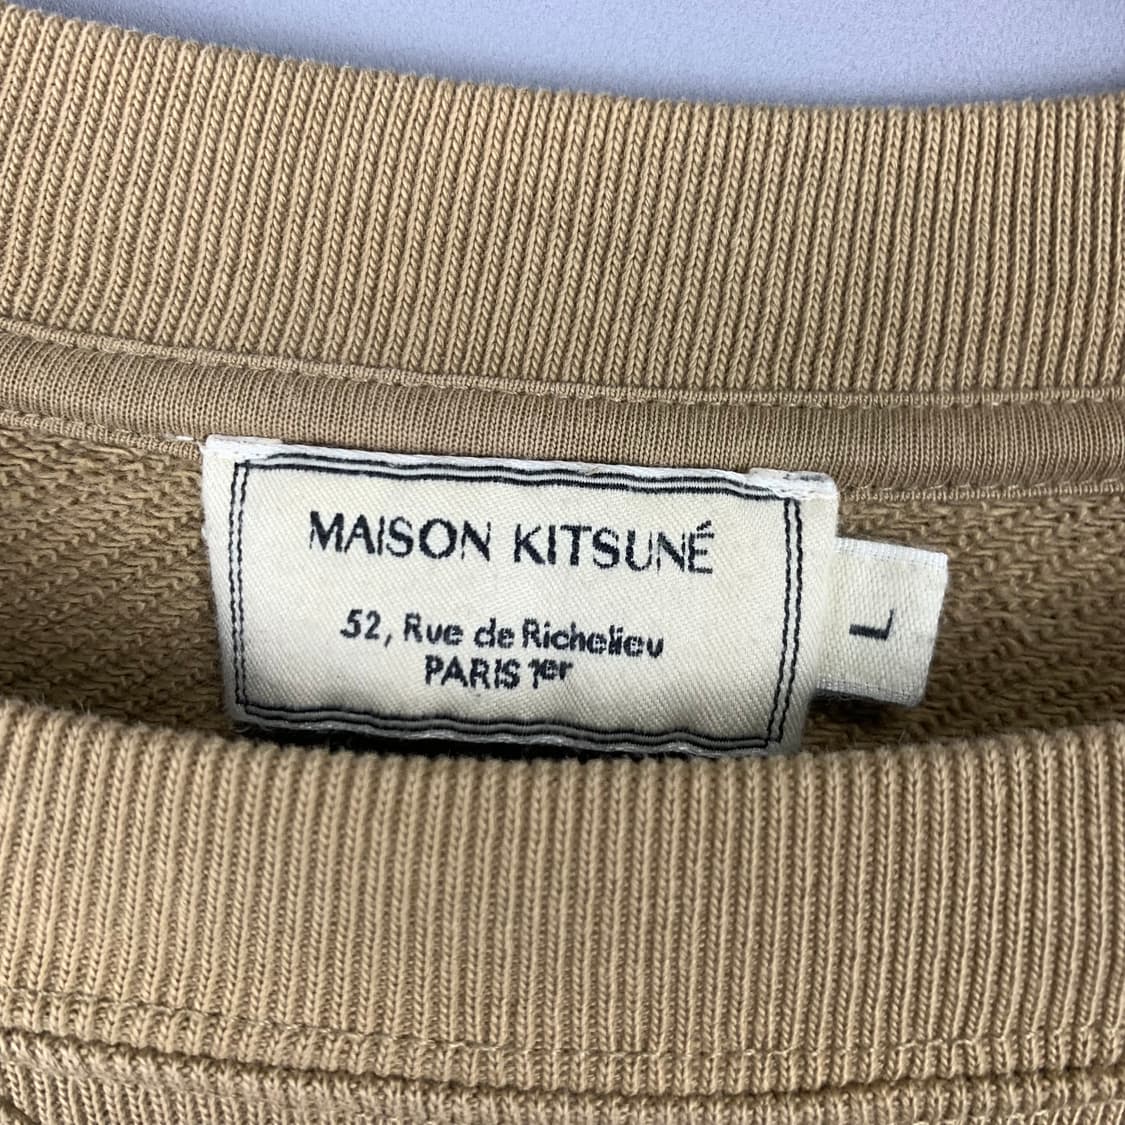 MAISON KITSUNÉ
52, Rue de Richelieu
PARIS 1er
L